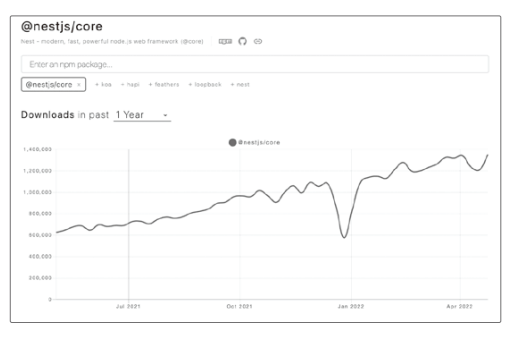 @nestjs/core
Nest - modern, fast, powerful node.js web framework (@core)
Enter an npm package...
@nestjs/core ×
+ koa + hapi + feathers + loopback + nest
Downloads in past 1 Year
@nestjs/core
1,400,000
1,200,000
1,000,000
800,000
600,000
400,000
200,000
0
Jul 2021 Oct 2021 Jan 2022 Apr 2022